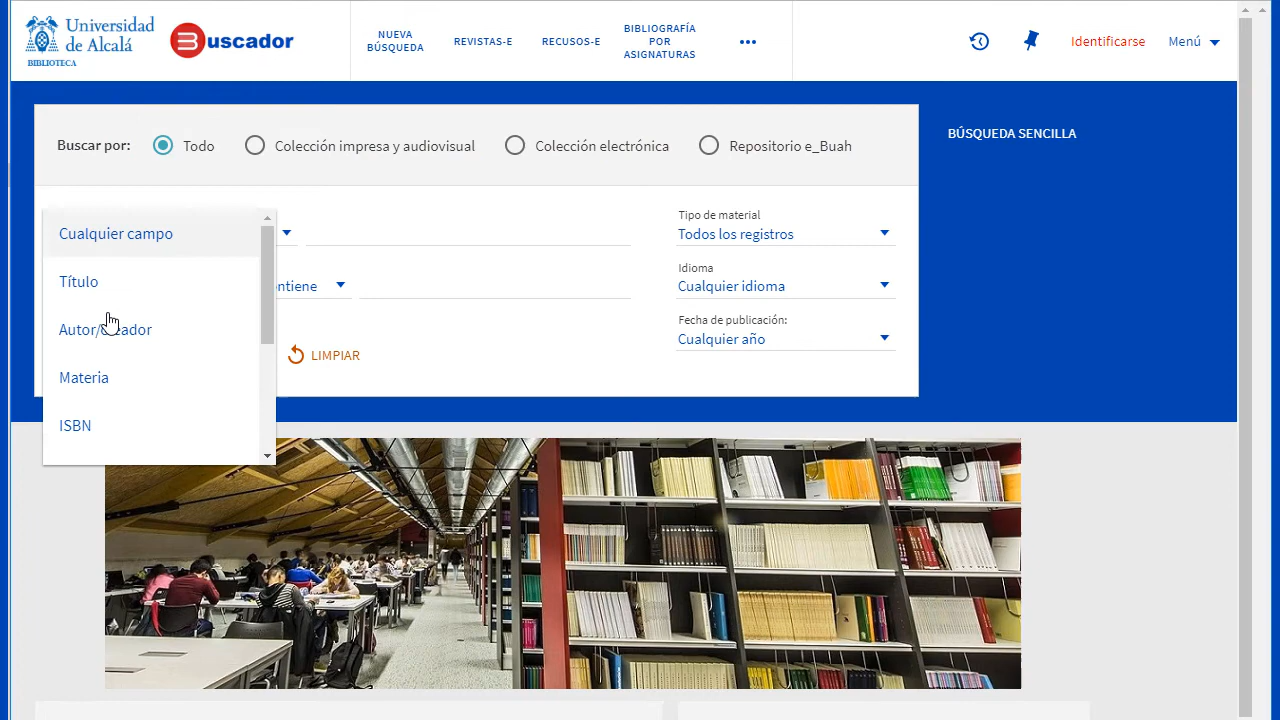 Universidad
de Alcalá
BIBLIOTECA
Buscador
NUEVA
BÚSQUEDA
REVISTAS-E
RECUSOS-E
BIBLIOGRAFÍA
POR
ASIGNATURAS
Identificarse
Menú
Buscar por:
Todo
Colección impresa y audiovisual
Colección electrónica
Repositorio e_Buah
BÚSQUEDA SENCILLA
Cualquier campo
Título
Autor/
Materia
ISBN
ntiene
LIMPIAR
Tipo de material
Todos los registros
Idioma
Cualquier idioma
Fecha de publicación:
Cualquier año